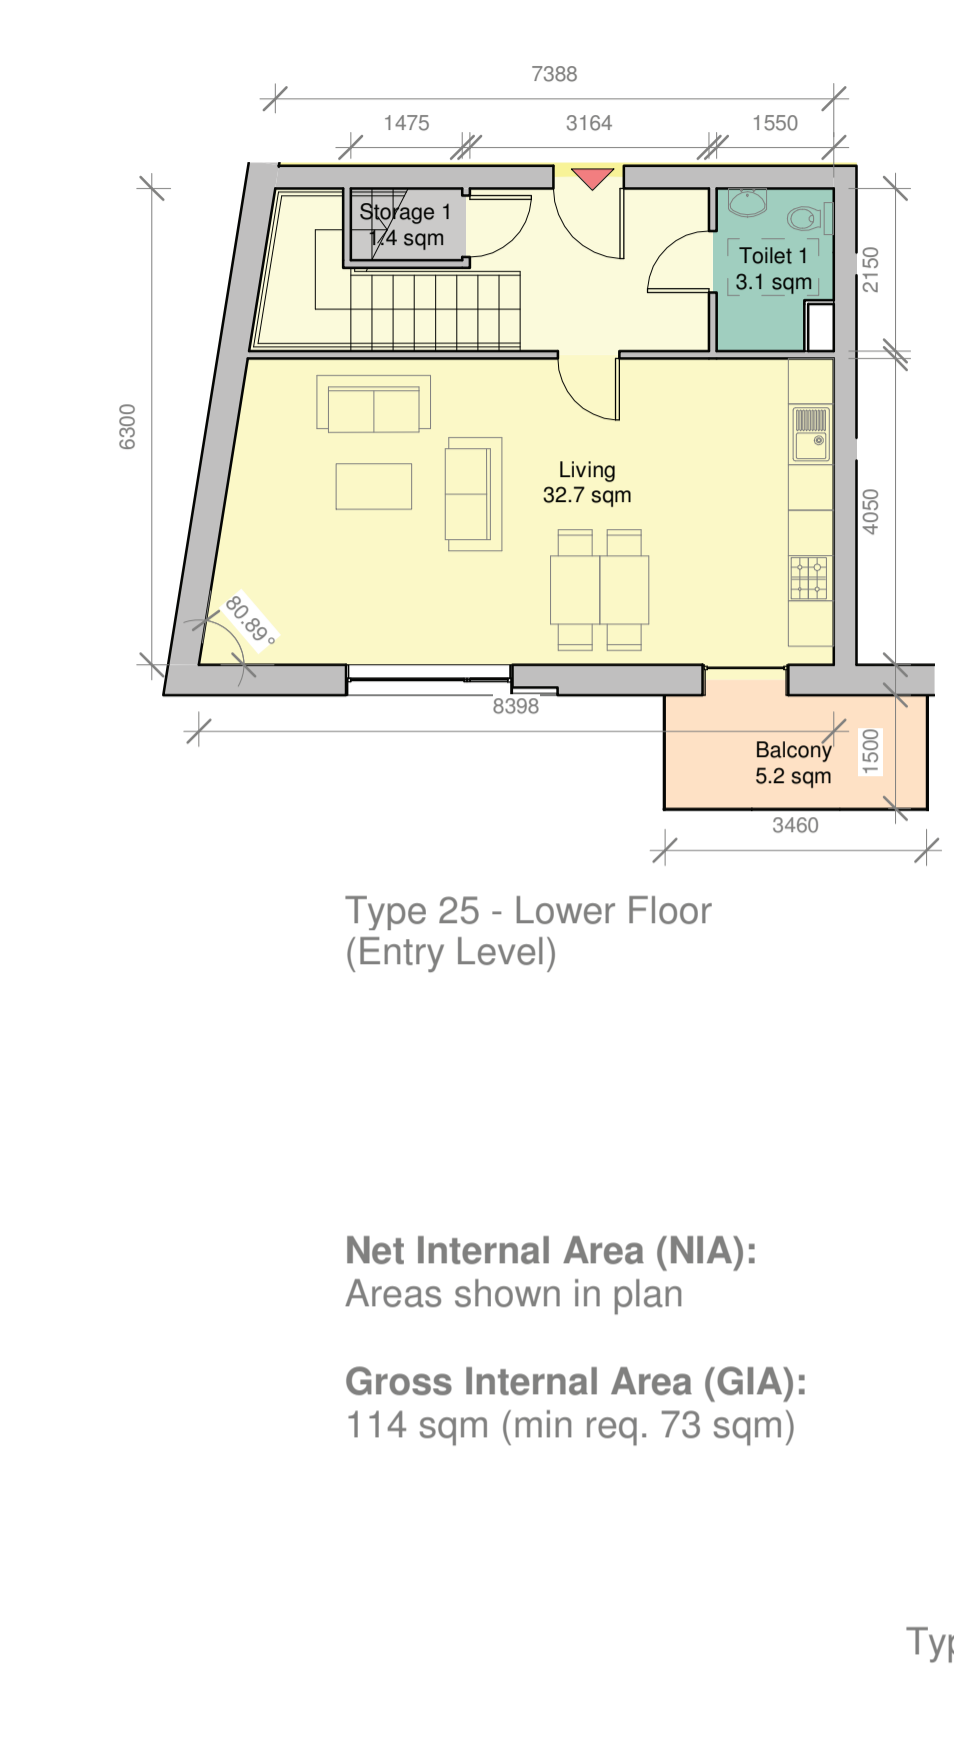 7388
1475 3164 1550
Storage 1
1.4 sqm
Toilet 1
3.1 sqm
2150
6300
Living
32.7 sqm
4050
80.89°
8398
Balcony
5.2 sqm
1500
3460
Type 25 - Lower Floor
(Entry Level)
Net Internal Area (NIA):
Areas shown in plan
Gross Internal Area (GIA):
114 sqm (min req. 73 sqm)
Typ